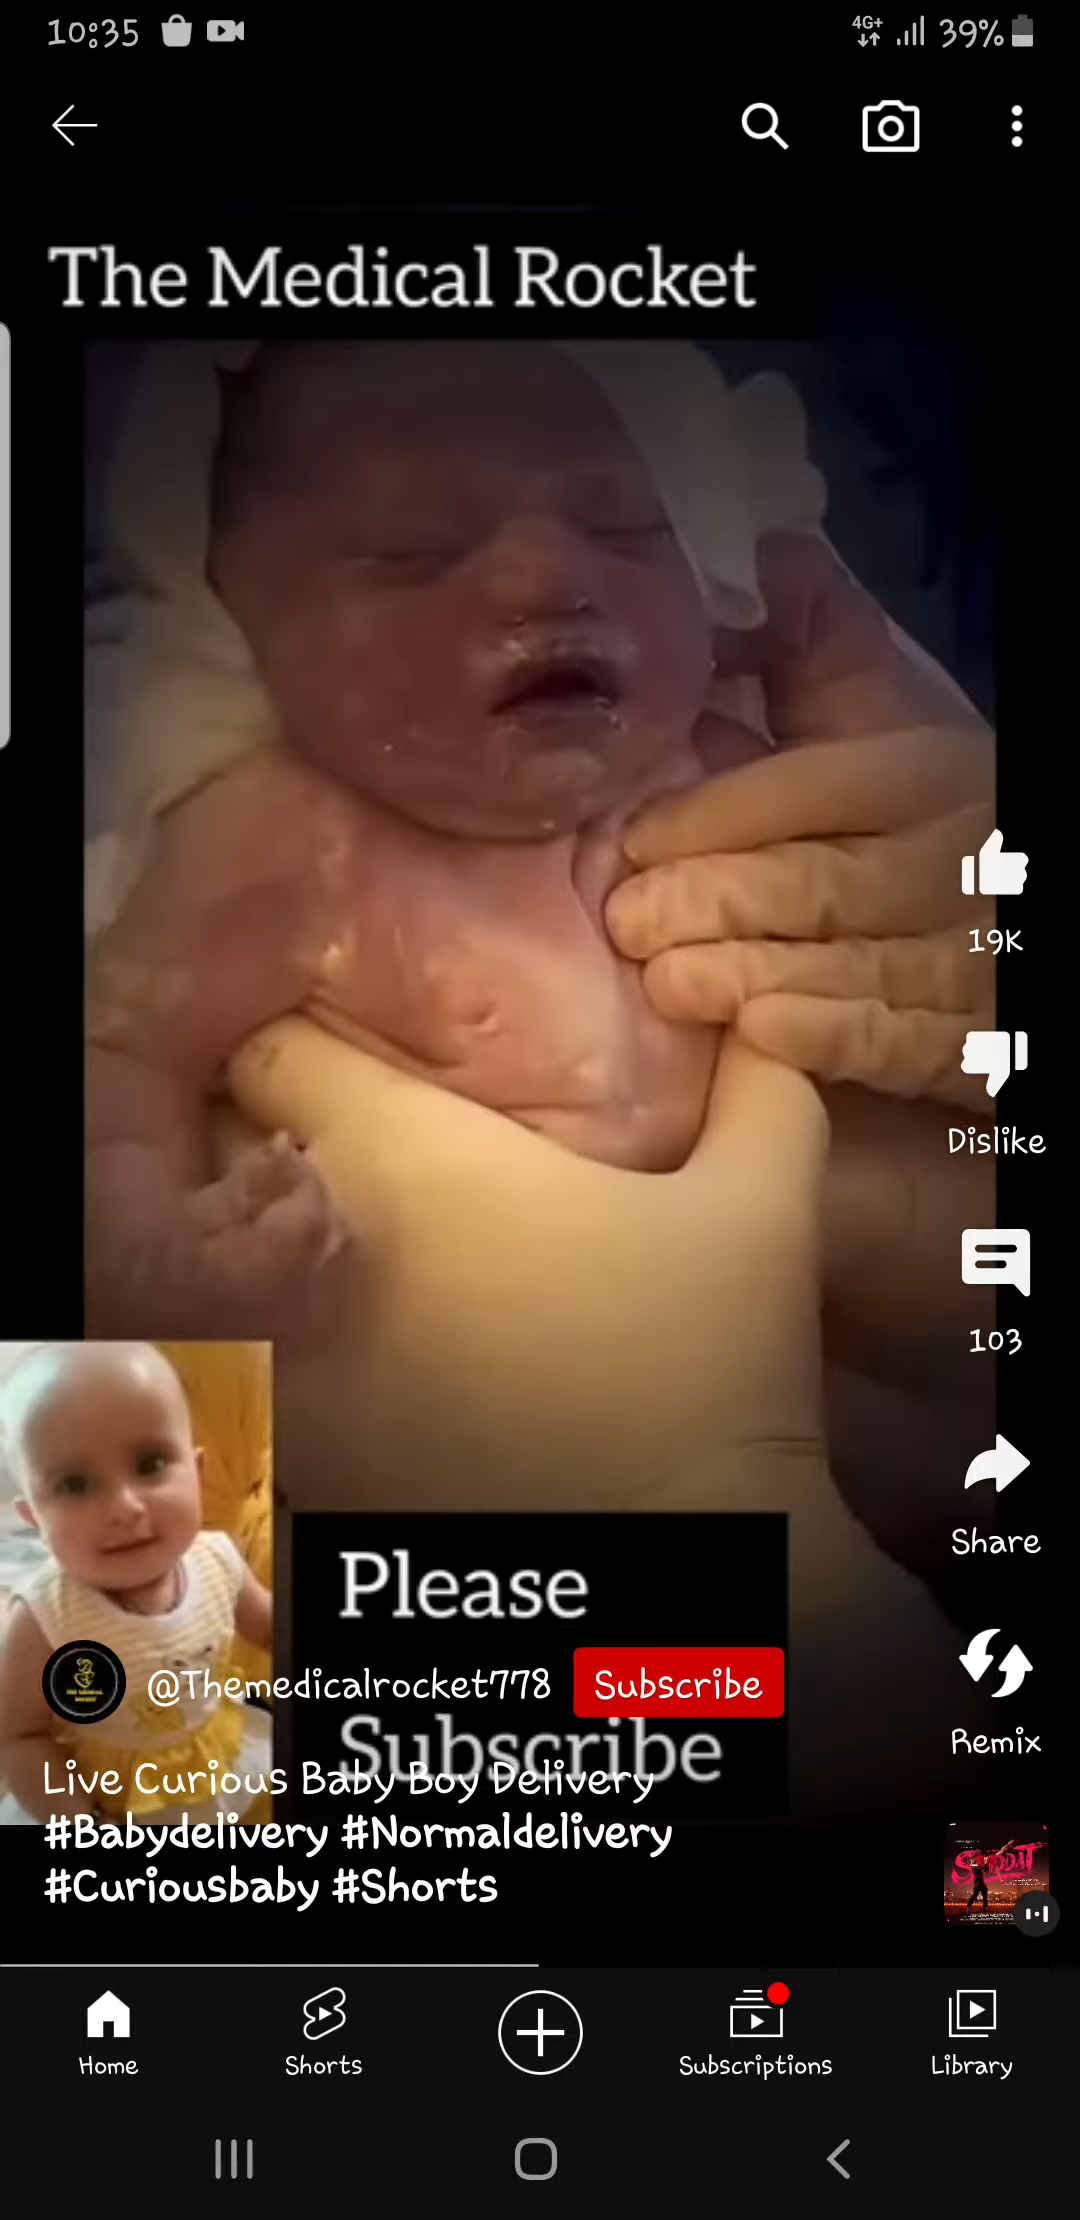 10:35
4G+
39%
The Medical Rocket
19K
Dislike
103
Share
Please
@Themedicalrocket778
Subscribe
Subscribe
Remix
Live Curious Baby Boy Delivery
#Babydelivery #Normaldelivery
#Curiousbaby #Shorts
Home
Shorts
Subscriptions
Library